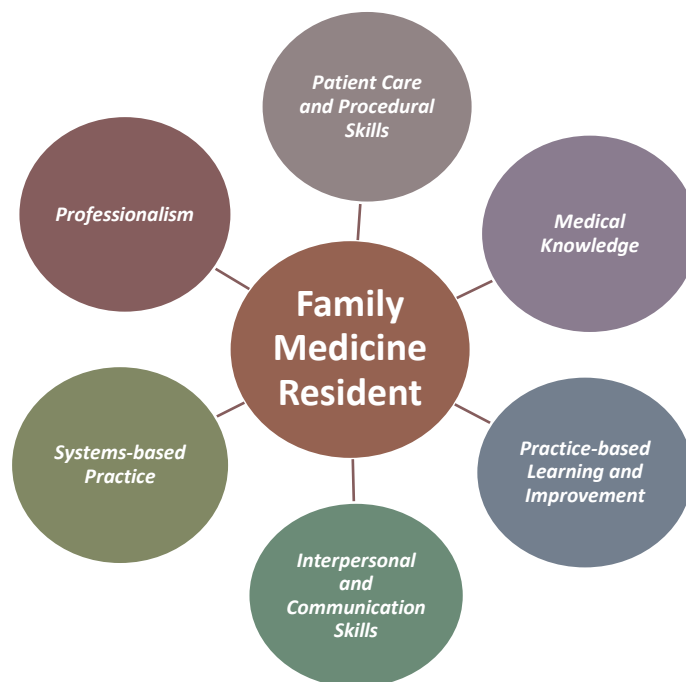 Patient Care
and Procedural
Skills
Professionalism
Medical
Knowledge
Family
Medicine
Resident
Systems-based
Practice
Practice-based
Learning and
Improvement
Interpersonal
and
Communication
Skills